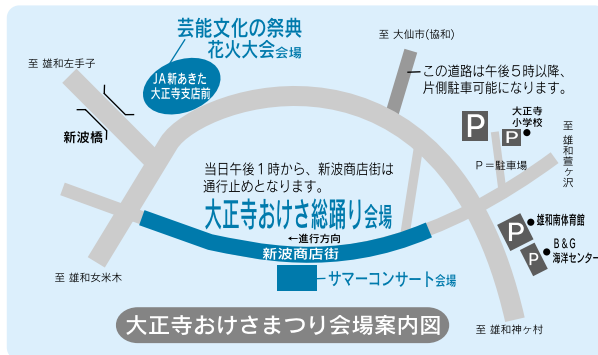 芸能文化の祭典
花火大会会場
至 大仙市(協和)
至 雄和左手子
JA新あきた
大正寺支店前
この道路は午後5時以降、
片側駐車可能になります。
新波橋
P
大正寺
小学校
P
至 雄和萱ヶ沢
P=駐車場
当日午後1時から、新波商店街は
通行止めとなります。
大正寺おけさ総踊り会場
←進行方向
新波商店街
P
雄和南体育館
P
B&G
海洋センター
サマーコンサート会場
至 雄和女米木
大正寺おけさまつり会場案内図
至 雄和神ヶ村